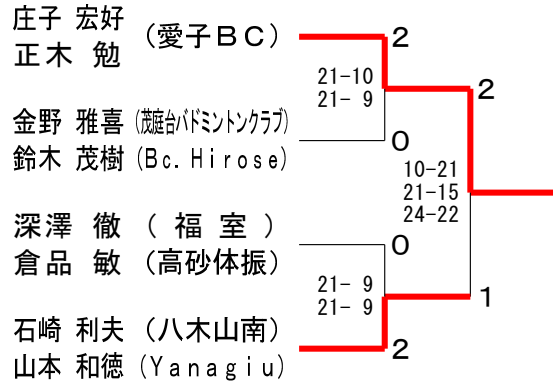 庄子 宏好 (愛子BC)
正木 勉
2
21-10
21- 9
2
金野 雅喜 (茂庭台バドミントンクラブ)
鈴木 茂樹 (Bc.Hirose)
0
10-21
21-15
24-22
深澤 徹 (福室)
倉品 敏 (高砂体振)
0
21- 9
21- 9
1
石崎 利夫 (八木山南)
山本 和徳 (Yanagiu)
2